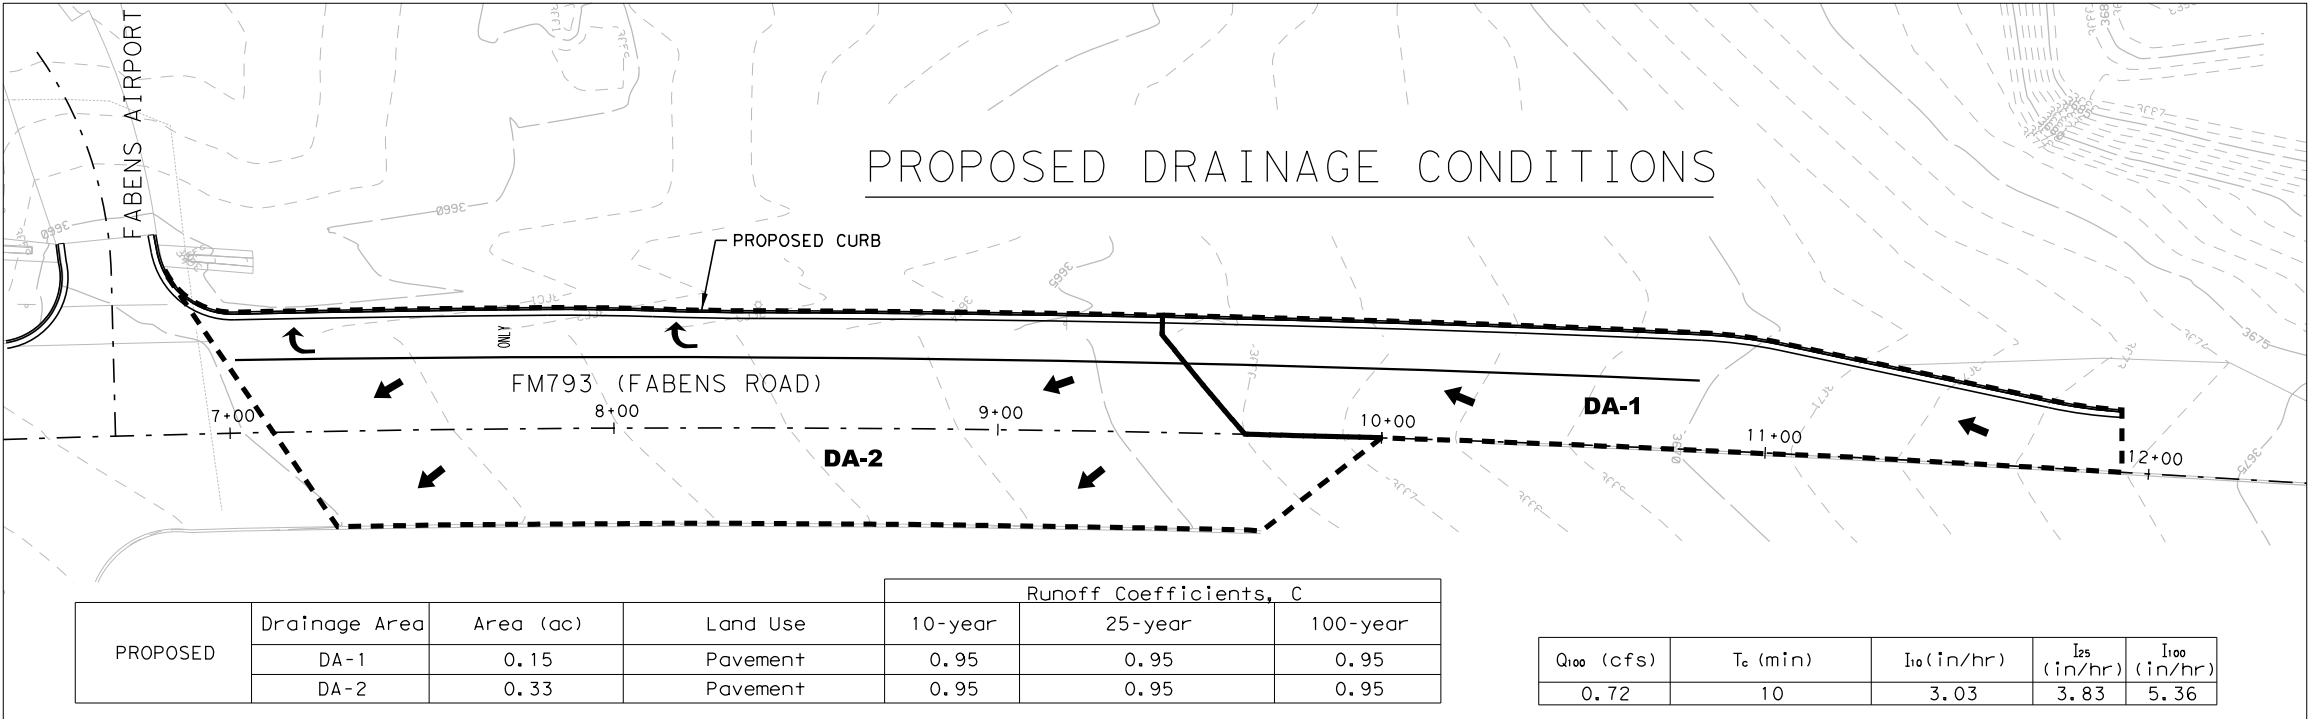 FABENS AIRPORT
PROPOSED DRAINAGE CONDITIONS
3660
3660
PROPOSED CURB
3665
3675
ONLY
FM793 (FABENS ROAD)
7+00
8+00
9+00
10+00
11+00
12+00
DA-1
DA-2
3670
3675
Runoff Coefficients, C
PROPOSED
Drainage Area Area (ac) Land Use 10-year 25-year 100-year
DA-1 0.15 Pavement 0.95 0.95 0.95
DA-2 0.33 Pavement 0.95 0.95 0.95
Q₁₀₀ (cfs) Tc (min) I₁₀(in/hr) I₂₅ (in/hr) I₁₀₀ (in/hr)
0.72 10 3.03 3.83 5.36